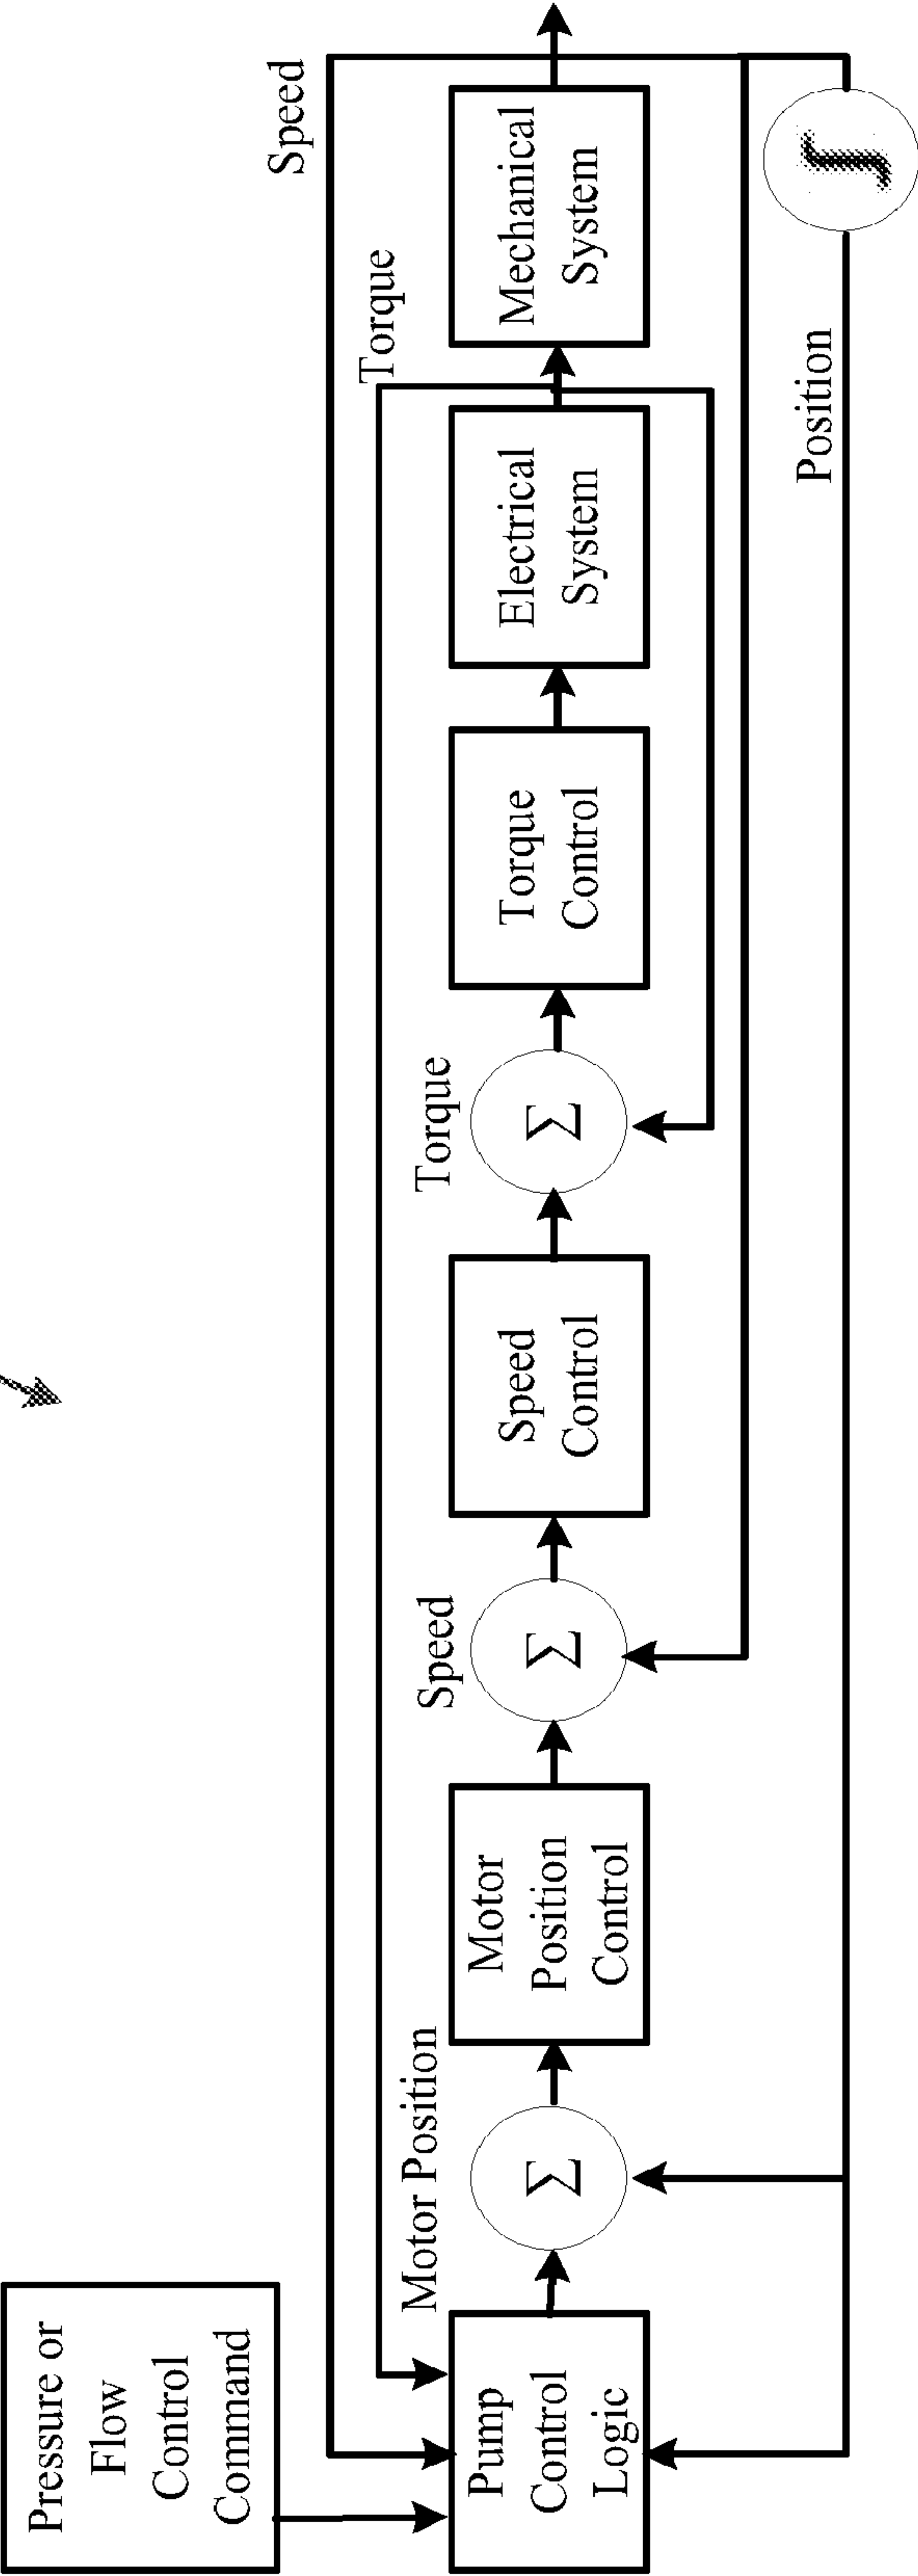 Pressure or
Flow
Control
Command
Pump
Control
Logic
Motor Position
Σ
Motor
Position
Control
Speed
Σ
Speed
Control
Torque
Σ
Torque
Control
Electrical
System
Torque
Mechanical
System
Speed
Position
∫